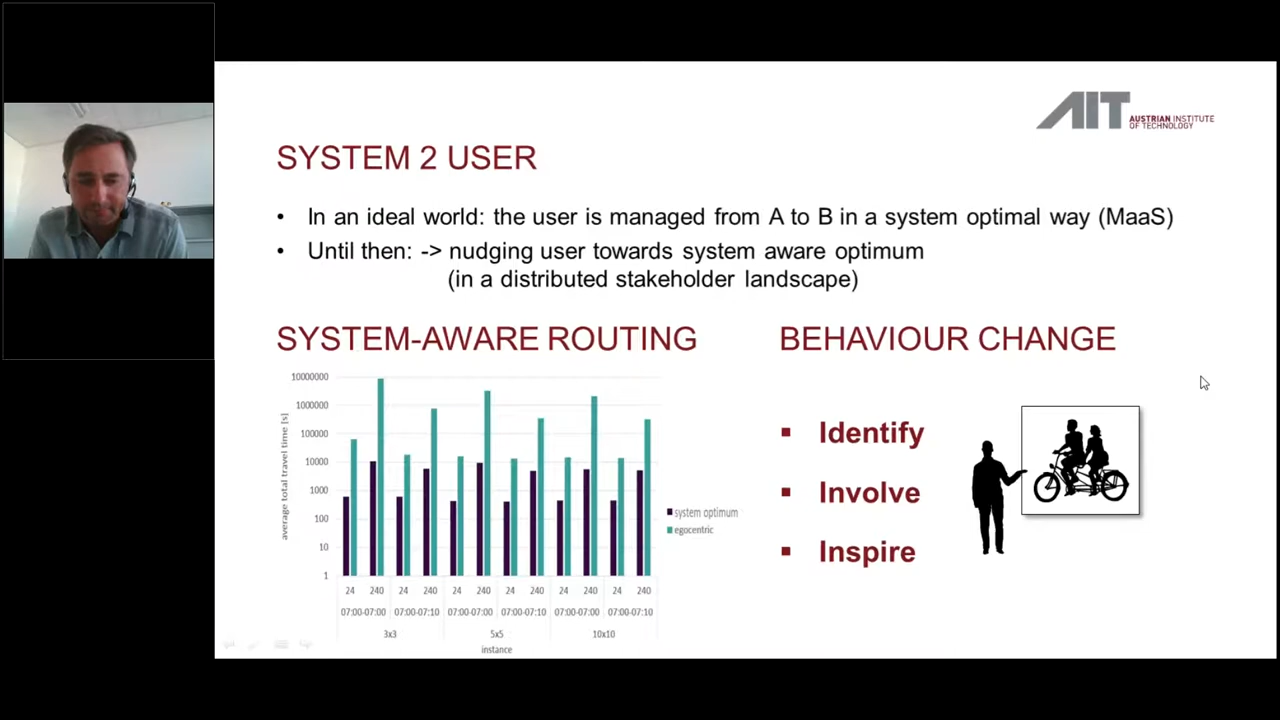 AIT AUSTRIAN INSTITUTE
OF TECHNOLOGY
SYSTEM 2 USER
• In an ideal world: the user is managed from A to B in a system optimal way (MaaS)
• Until then: -> nudging user towards system aware optimum
(in a distributed stakeholder landscape)
SYSTEM-AWARE ROUTING
average total travel time [s]
10000000
1000000
100000
10000
1000
100
10
1
system optimum
egocentric
24 240 24 240 24 240 24 240 24 240 24 240
07:00-07:00 07:00-07:10 07:00-07:00 07:00-07:10 07:00-07:00 07:00-07:10
3x3 5x5 10x10
instance
BEHAVIOUR CHANGE
▪ Identify
▪ Involve
▪ Inspire